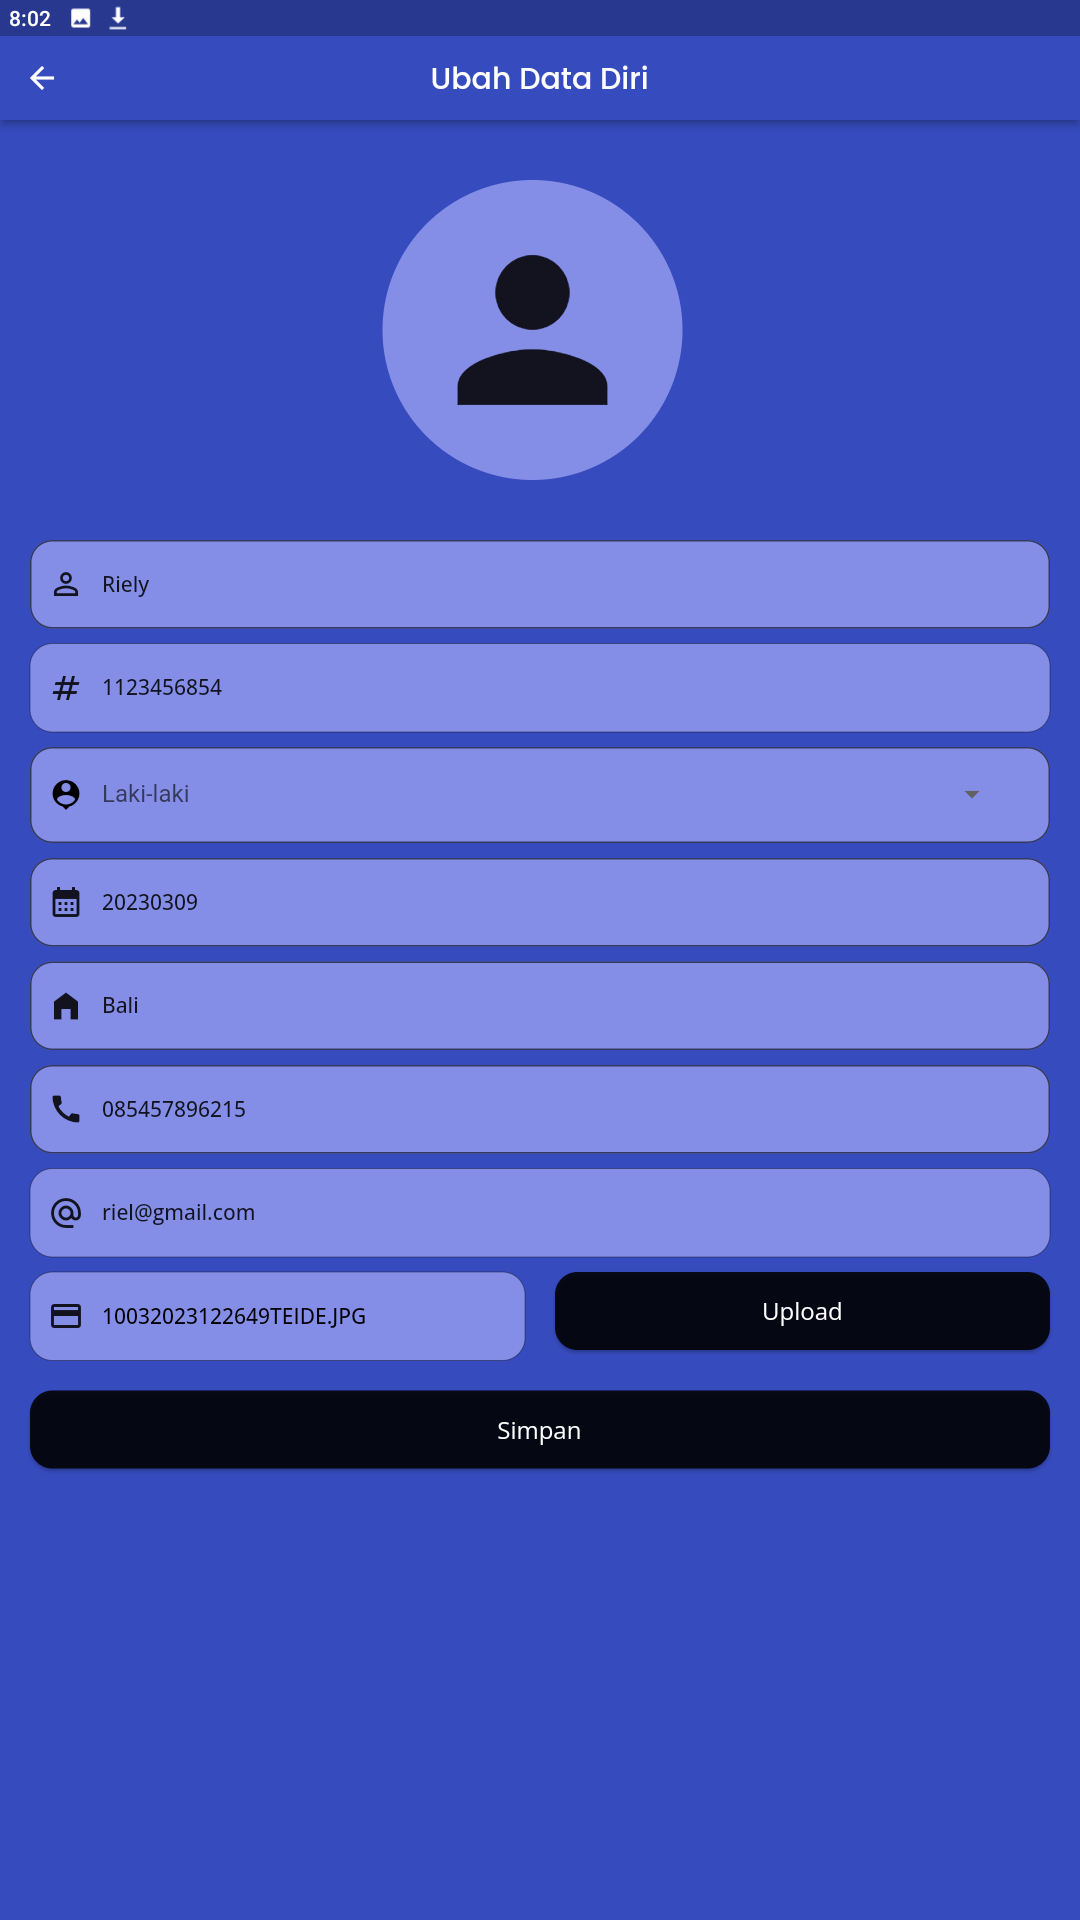 8:02
Ubah Data Diri
Riely
1123456854
Laki-laki
20230309
Bali
085457896215
riel@gmail.com
10032023122649TEIDE.JPG
Upload
Simpan